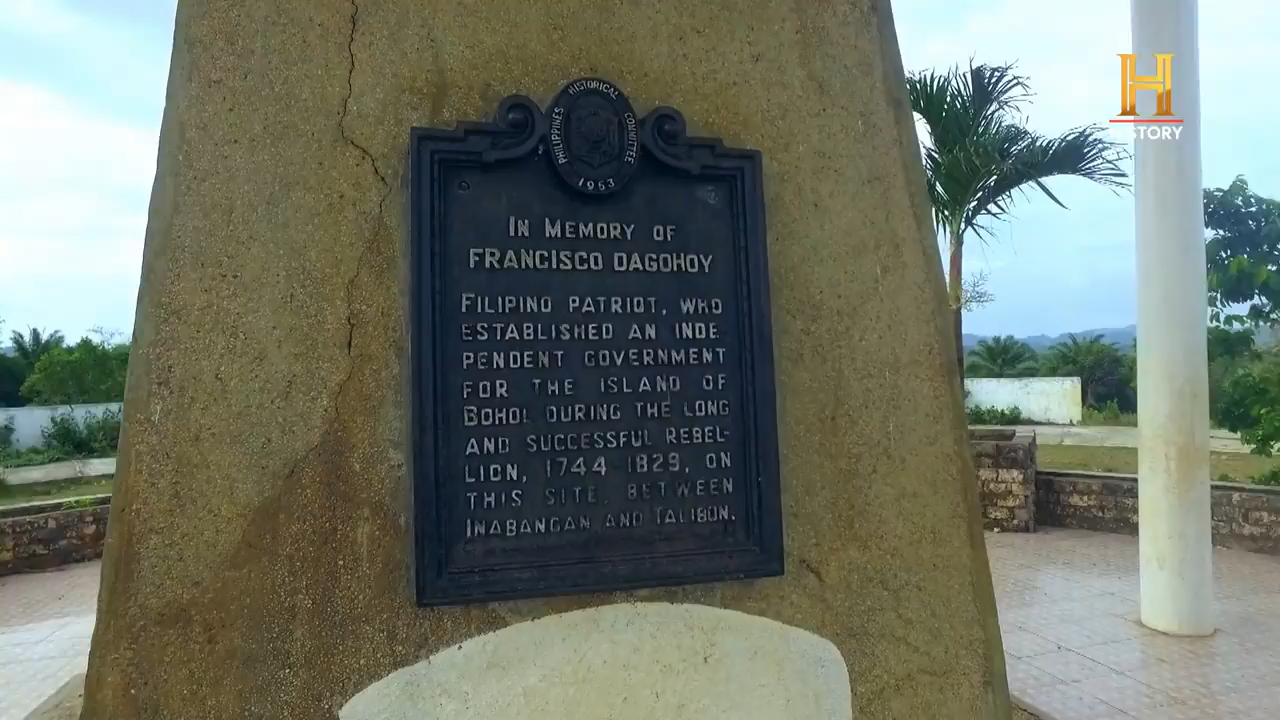 PHILIPPINES HISTORICAL COMMITTEE
1953
IN MEMORY OF
FRANCISCO DAGOHOY
FILIPINO PATRIOT, WHO
ESTABLISHED AN INDE
PENDENT GOVERNMENT
FOR THE ISLAND OF
BOHOL DURING THE LONG
AND SUCCESSFUL REBEL-
LION, 1744 1829, ON
THIS SITE, BETWEEN
INABANGAN AND TALIBON.
H
HISTORY